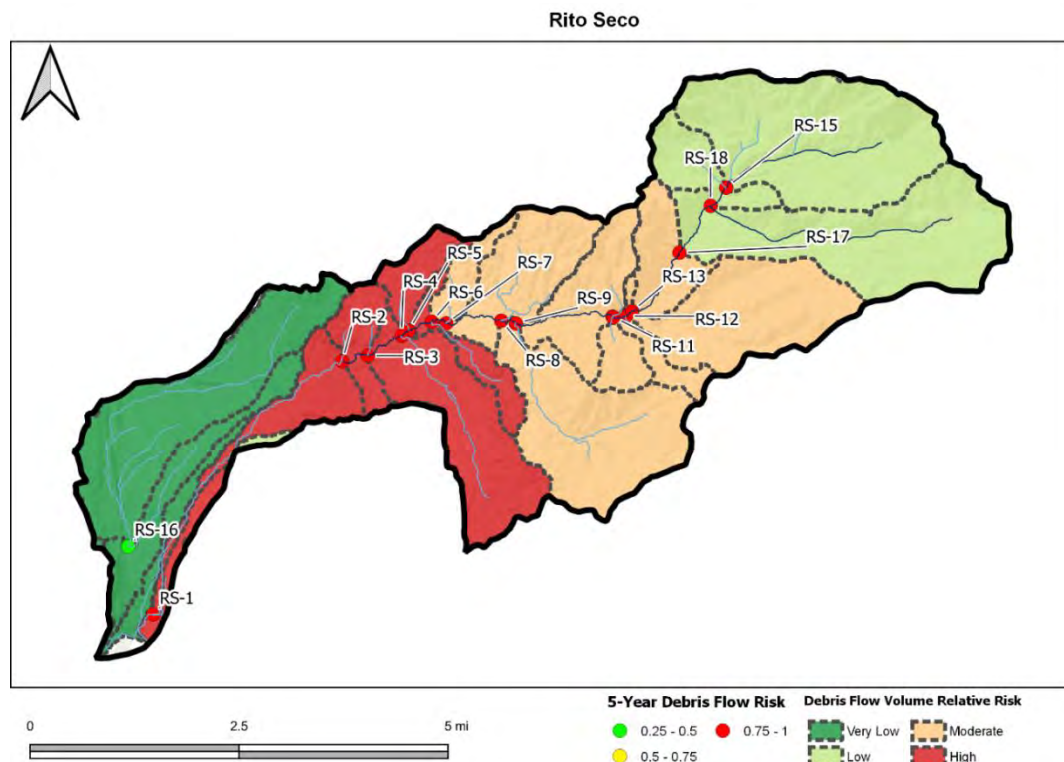 Rito Seco
RS-15
RS-18
RS-17
RS-5
RS-4
RS-7
RS-6
RS-13
RS-9
RS-2
RS-12
RS-11
RS-3
RS-8
RS-16
RS-1
0 2.5 5 mi
5-Year Debris Flow Risk
0.25 - 0.5
0.75 - 1
0.5 - 0.75
Debris Flow Volume Relative Risk
Very Low
Moderate
Low
High